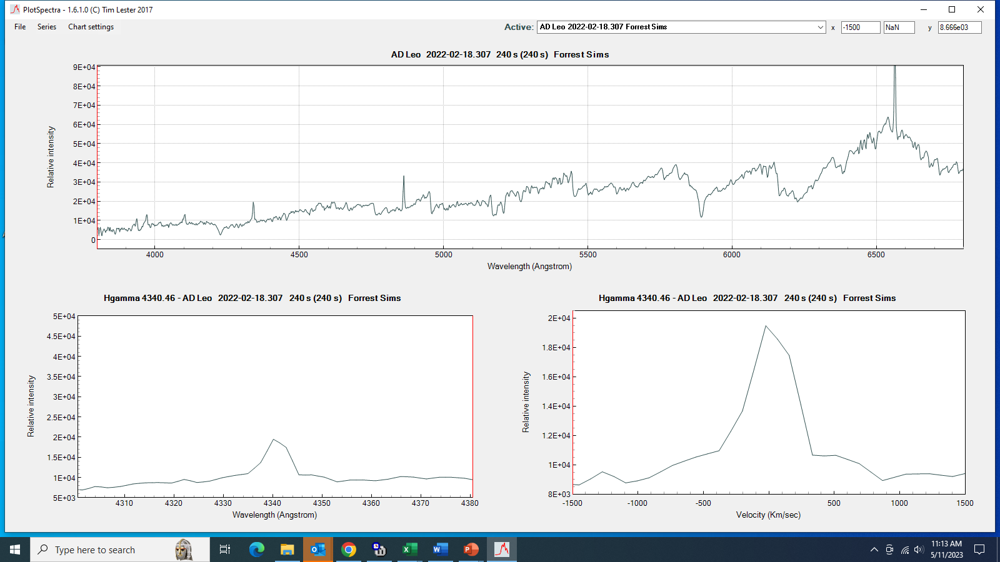 PlotSpectra - 1.6.1.0 (C) Tim Lester 2017
File Series Chart settings
Active: AD Leo 2022-02-18.307 Forrest Sims x -1500 NaN y 8.666e03
AD Leo 2022-02-18.307 240 s (240 s) Forrest Sims
9E+04
8E+04
7E+04
6E+04
5E+04
4E+04
3E+04
2E+04
1E+04
0
Relative intensity
4000 4500 5000 5500 6000 6500
Wavelength (Angstrom)
Hgamma 4340.46 - AD Leo 2022-02-18.307 240 s (240 s) Forrest Sims
5E+04
4.5E+04
4E+04
3.5E+04
3E+04
2.5E+04
2E+04
1.5E+04
1E+04
5E+03
Relative intensity
4310 4320 4330 4340 4350 4360 4370 4380
Wavelength (Angstrom)
Hgamma 4340.46 - AD Leo 2022-02-18.307 240 s (240 s) Forrest Sims
2E+04
1.8E+04
1.6E+04
1.4E+04
1.2E+04
1E+04
8E+03
Relative intensity
-1500 -1000 -500 0 500 1000 1500
Velocity (Km/sec)
Type here to search
11:13 AM
5/11/2023